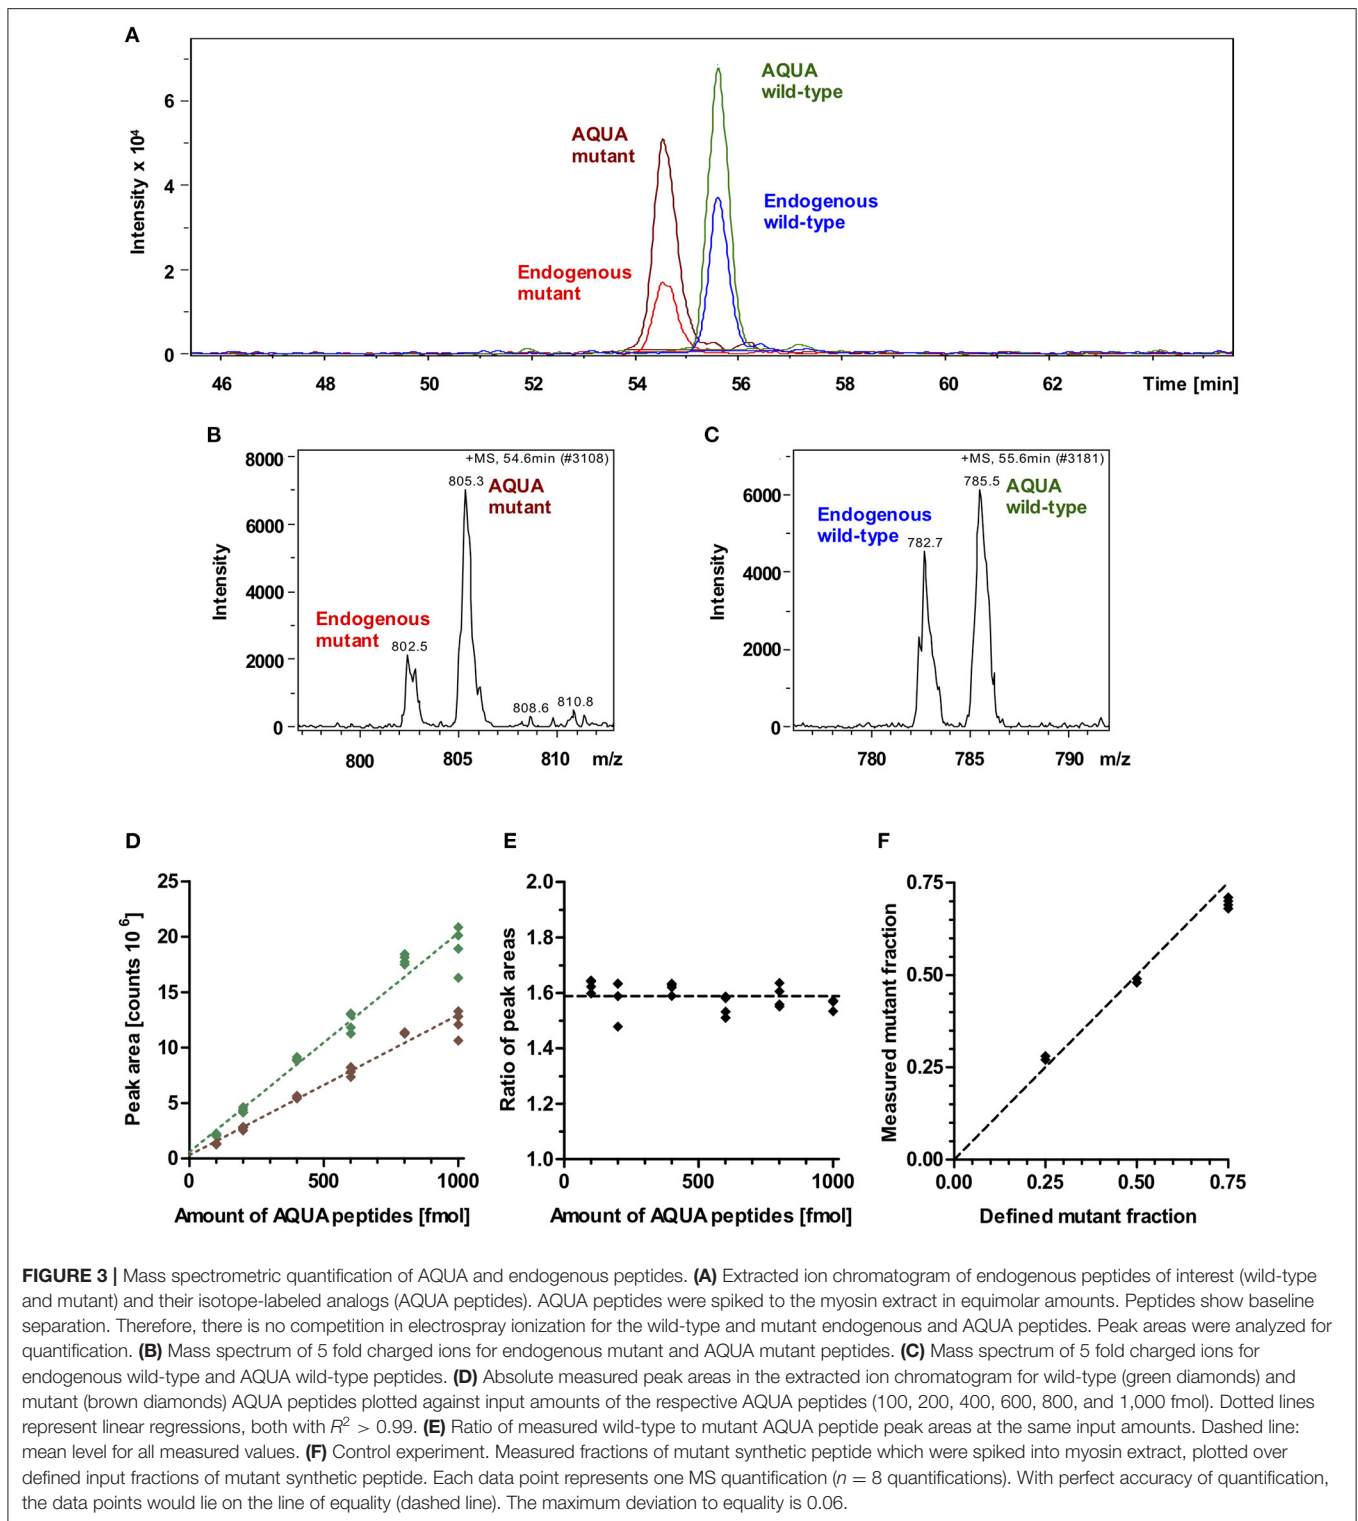 A
AQUA
wild-type
AQUA
mutant
Endogenous
wild-type
Endogenous
mutant
Intensity x 10⁴
6
4
2
0
46 48 50 52 54 56 58 60 62 Time [min]
B
+MS, 54.6min (#3108)
8000
6000
4000
2000
0
Intensity
805.3
AQUA
mutant
Endogenous
mutant
802.5
808.6
810.8
800 805 810 m/z
C
+MS, 55.6min (#3181)
6000
4000
2000
0
Intensity
785.5
AQUA
wild-type
Endogenous
wild-type
782.7
780 785 790 m/z
D
25
20
15
10
5
0
Peak area [counts 10⁶]
0 500 1000
Amount of AQUA peptides [fmol]
E
2.0
1.8
1.6
1.4
1.2
1.0
Ratio of peak areas
0 500 1000
Amount of AQUA peptides [fmol]
F
0.75
0.50
0.25
0.00
Measured mutant fraction
0.00 0.25 0.50 0.75
Defined mutant fraction
FIGURE 3 | Mass spectrometric quantification of AQUA and endogenous peptides. (A) Extracted ion chromatogram of endogenous peptides of interest (wild-type
and mutant) and their isotope-labeled analogs (AQUA peptides). AQUA peptides were spiked to the myosin extract in equimolar amounts. Peptides show baseline
separation. Therefore, there is no competition in electrospray ionization for the wild-type and mutant endogenous and AQUA peptides. Peak areas were analyzed for
quantification. (B) Mass spectrum of 5 fold charged ions for endogenous mutant and AQUA mutant peptides. (C) Mass spectrum of 5 fold charged ions for
endogenous wild-type and AQUA wild-type peptides. (D) Absolute measured peak areas in the extracted ion chromatogram for wild-type (green diamonds) and
mutant (brown diamonds) AQUA peptides plotted against input amounts of the respective AQUA peptides (100, 200, 400, 600, 800, and 1,000 fmol). Dotted lines
represent linear regressions, both with R² > 0.99. (E) Ratio of measured wild-type to mutant AQUA peptide peak areas at the same input amounts. Dashed line:
mean level for all measured values. (F) Control experiment. Measured fractions of mutant synthetic peptide which were spiked into myosin extract, plotted over
defined input fractions of mutant synthetic peptide. Each data point represents one MS quantification (n = 8 quantifications). With perfect accuracy of quantification,
the data points would lie on the line of equality (dashed line). The maximum deviation to equality is 0.06.